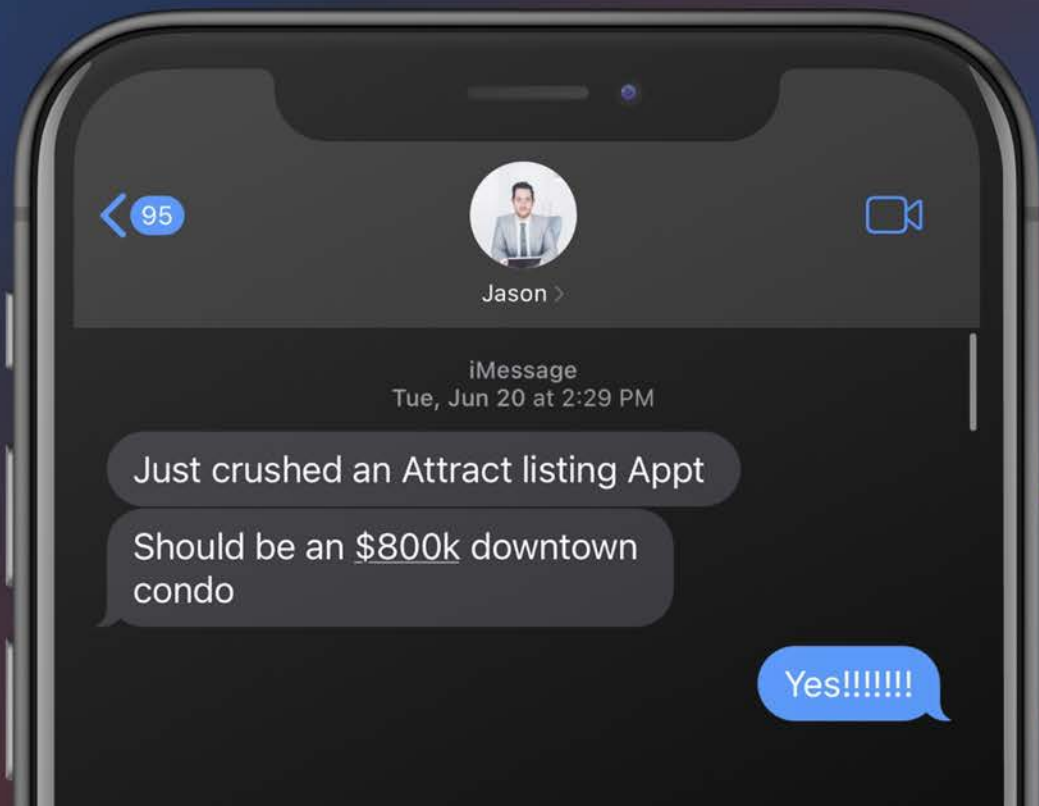 95
Jason
iMessage
Tue, Jun 20 at 2:29 PM
Just crushed an Attract listing Appt
Should be an $800k downtown
condo
Yes!!!!!!!